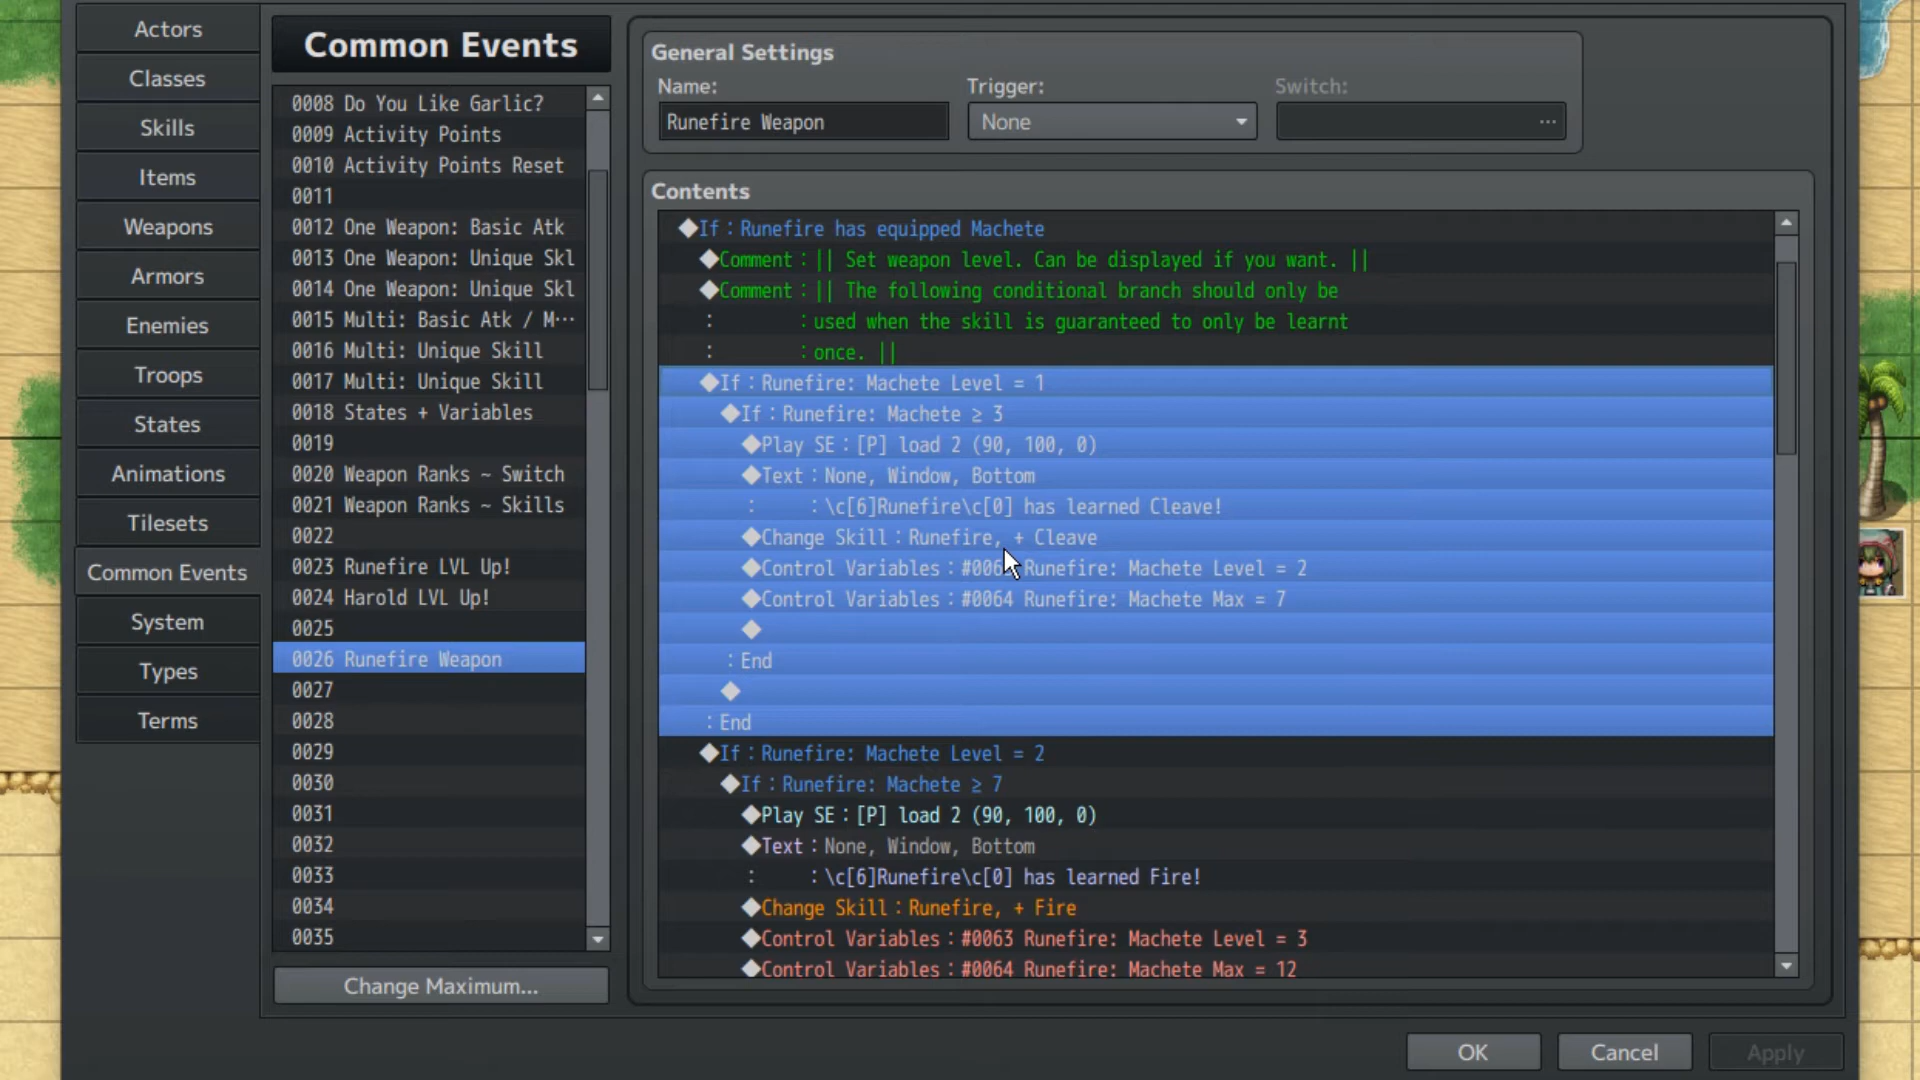 Actors
Classes
Skills
Items
Weapons
Armors
Enemies
Troops
States
Animations
Tilesets
Common Events
System
Types
Terms
Common Events
0008 Do You Like Garlic?
0009 Activity Points
0010 Activity Points Reset
0011
0012 One Weapon: Basic Atk
0013 One Weapon: Unique Skl
0014 One Weapon: Unique Skl
0015 Multi: Basic Atk / M…
0016 Multi: Unique Skill
0017 Multi: Unique Skill
0018 States + Variables
0019
0020 Weapon Ranks ~ Switch
0021 Weapon Ranks ~ Skills
0022
0023 Runefire LVL Up!
0024 Harold LVL Up!
0025
0026 Runefire Weapon
0027
0028
0029
0030
0031
0032
0033
0034
0035
Change Maximum...
General Settings
Name:
Trigger:
Switch:
Runefire Weapon
None
...
Contents
◆If：Runefire has equipped Machete
◆Comment：|| Set weapon level. Can be displayed if you want. ||
◆Comment：|| The following conditional branch should only be
：：used when the skill is guaranteed to only be learnt
：：once. ||
◆If：Runefire: Machete Level = 1
◆If：Runefire: Machete ≥ 3
◆Play SE：[P] load 2 (90, 100, 0)
◆Text：None, Window, Bottom
：：\c[6]Runefire\c[0] has learned Cleave!
◆Change Skill：Runefire, + Cleave
◆Control Variables：Runefire: Machete Level = 2
◆Control Variables：#0064 Runefire: Machete Max = 7
◆
：End
◆
：End
◆If：Runefire: Machete Level = 2
◆If：Runefire: Machete ≥ 7
◆Play SE：[P] load 2 (90, 100, 0)
◆Text：None, Window, Bottom
：：\c[6]Runefire\c[0] has learned Fire!
◆Change Skill：Runefire, + Fire
◆Control Variables：#0063 Runefire: Machete Level = 3
◆Control Variables：#0064 Runefire: Machete Max = 12
OK
Cancel
Apply